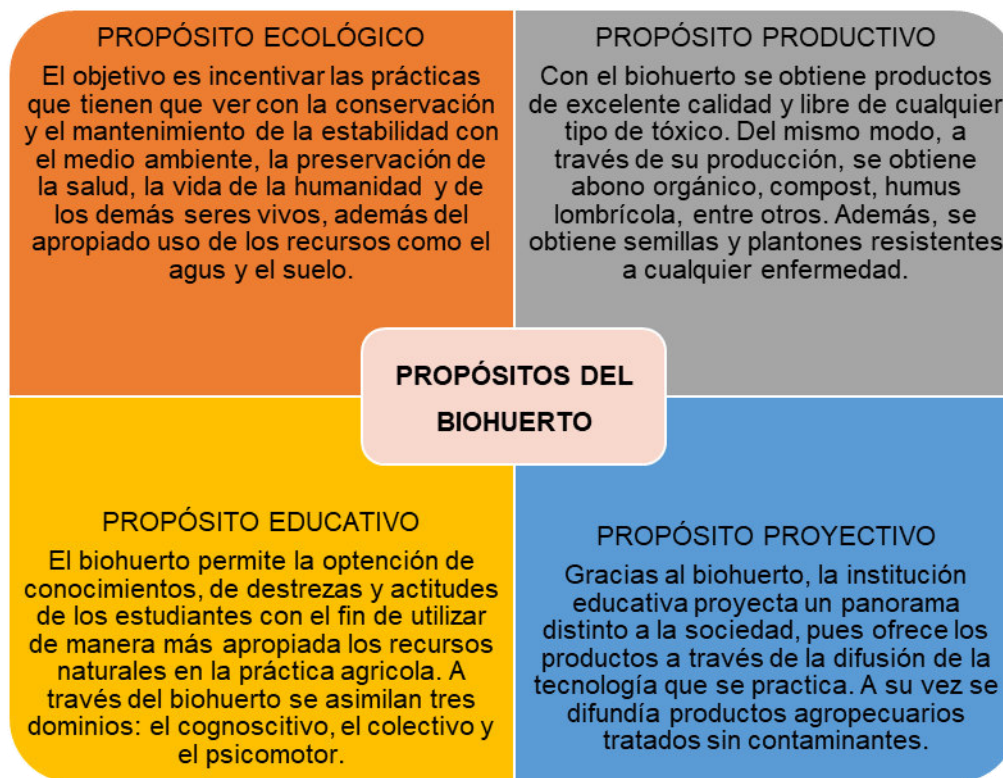 PROPÓSITO ECOLÓGICO
El objetivo es incentivar las prácticas
que tienen que ver con la conservación
y el mantenimiento de la estabilidad con
el medio ambiente, la preservación de
la salud, la vida de la humanidad y de
los demás seres vivos, además del
apropiado uso de los recursos como el
agus y el suelo.
PROPÓSITO PRODUCTIVO
Con el biohuerto se obtiene productos
de excelente calidad y libre de cualquier
tipo de tóxico. Del mismo modo, a
través de su producción, se obtiene
abono orgánico, compost, humus
lombrícola, entre otros. Además, se
obtiene semillas y plantones resistentes
a cualquier enfermedad.
PROPÓSITOS DEL
BIOHUERTO
PROPÓSITO EDUCATIVO
El biohuerto permite la optención de
conocimientos, de destrezas y actitudes
de los estudiantes con el fin de utilizar
de manera más apropiada los recursos
naturales en la práctica agricola. A
través del biohuerto se asimilan tres
dominios: el cognoscitivo, el colectivo y
el psicomotor.
PROPÓSITO PROYECTIVO
Gracias al biohuerto, la institución
educativa proyecta un panorama
distinto a la sociedad, pues ofrece los
productos a través de la difusión de la
tecnología que se practica. A su vez se
difundía productos agropecuarios
tratados sin contaminantes.